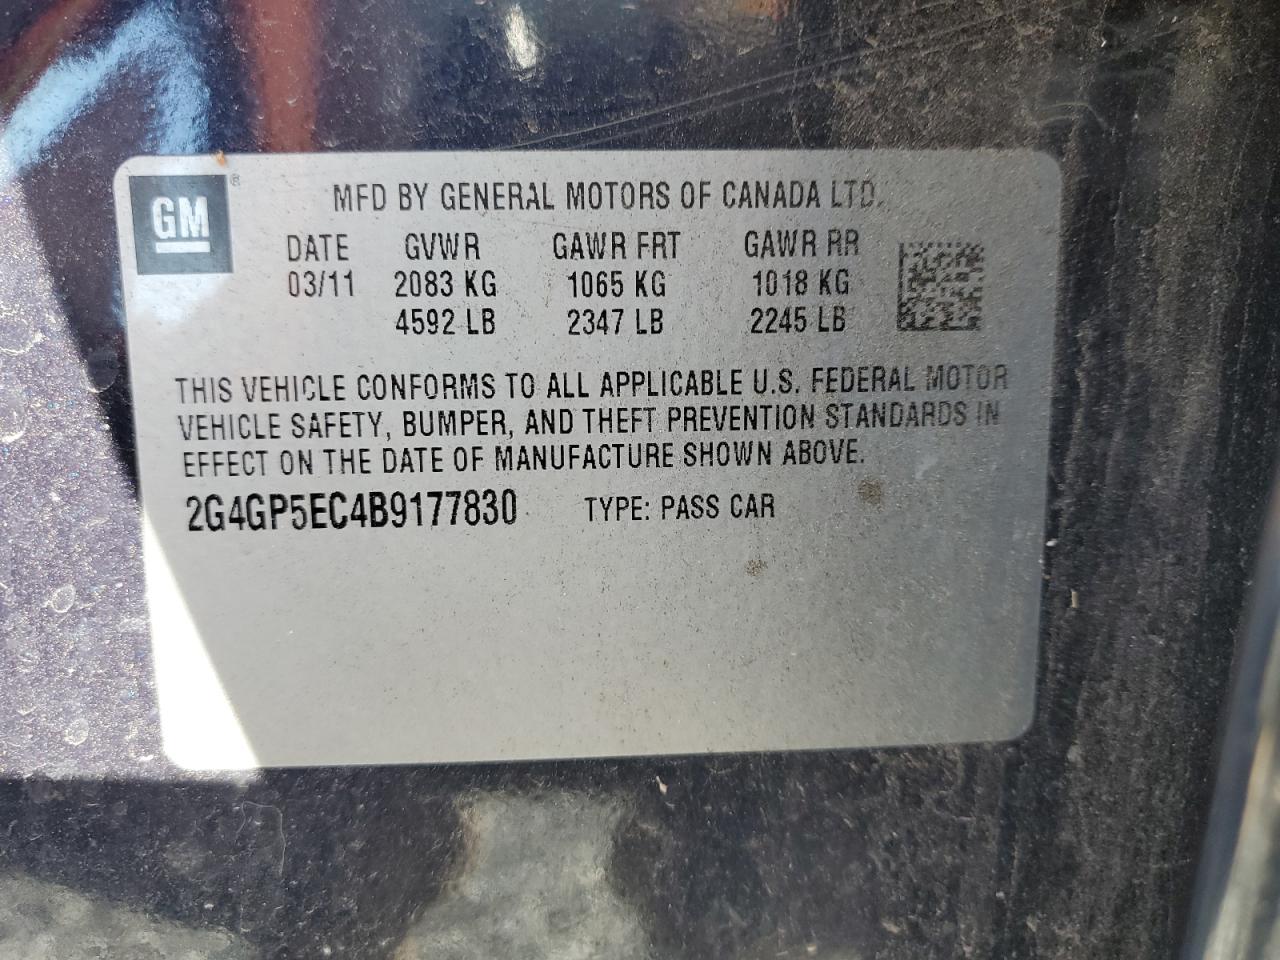 GM ®
MFD BY GENERAL MOTORS OF CANADA LTD.
DATE GVWR GAWR FRT GAWR RR
03/11 2083 KG 1065 KG 1018 KG
4592 LB 2347 LB 2245 LB
THIS VEHICLE CONFORMS TO ALL APPLICABLE U.S. FEDERAL MOTOR
VEHICLE SAFETY, BUMPER, AND THEFT PREVENTION STANDARDS IN
EFFECT ON THE DATE OF MANUFACTURE SHOWN ABOVE.
2G4GP5EC4B9177830 TYPE: PASS CAR